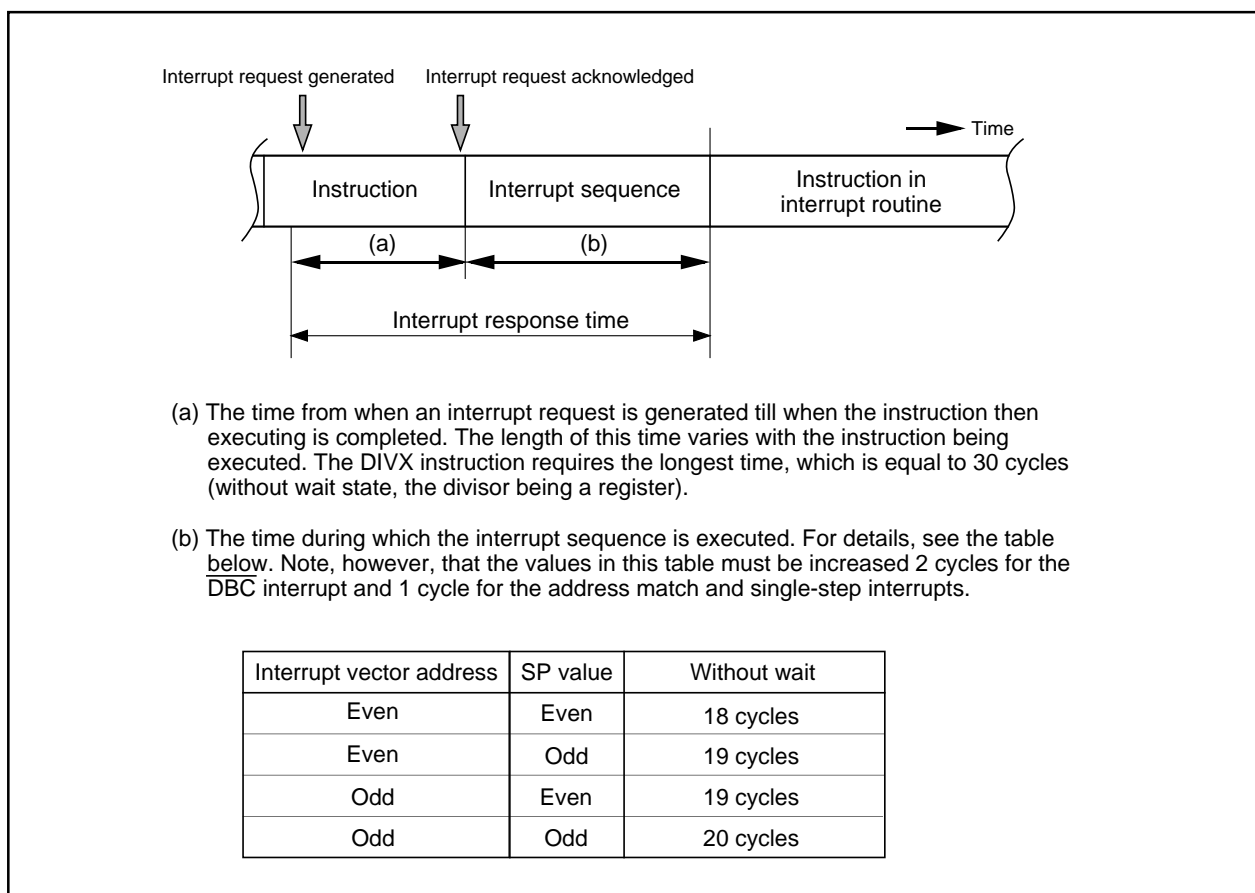 Interrupt request generated
Interrupt request acknowledged
Time
Instruction
Interrupt sequence
Instruction in
interrupt routine
(a)
(b)
Interrupt response time
(a) The time from when an interrupt request is generated till when the instruction then
executing is completed. The length of this time varies with the instruction being
executed. The DIVX instruction requires the longest time, which is equal to 30 cycles
(without wait state, the divisor being a register).
(b) The time during which the interrupt sequence is executed. For details, see the table
below. Note, however, that the values in this table must be increased 2 cycles for the
D̅B̅C̅ interrupt and 1 cycle for the address match and single-step interrupts.
Interrupt vector address SP value Without wait
Even Even 18 cycles
Even Odd 19 cycles
Odd Even 19 cycles
Odd Odd 20 cycles